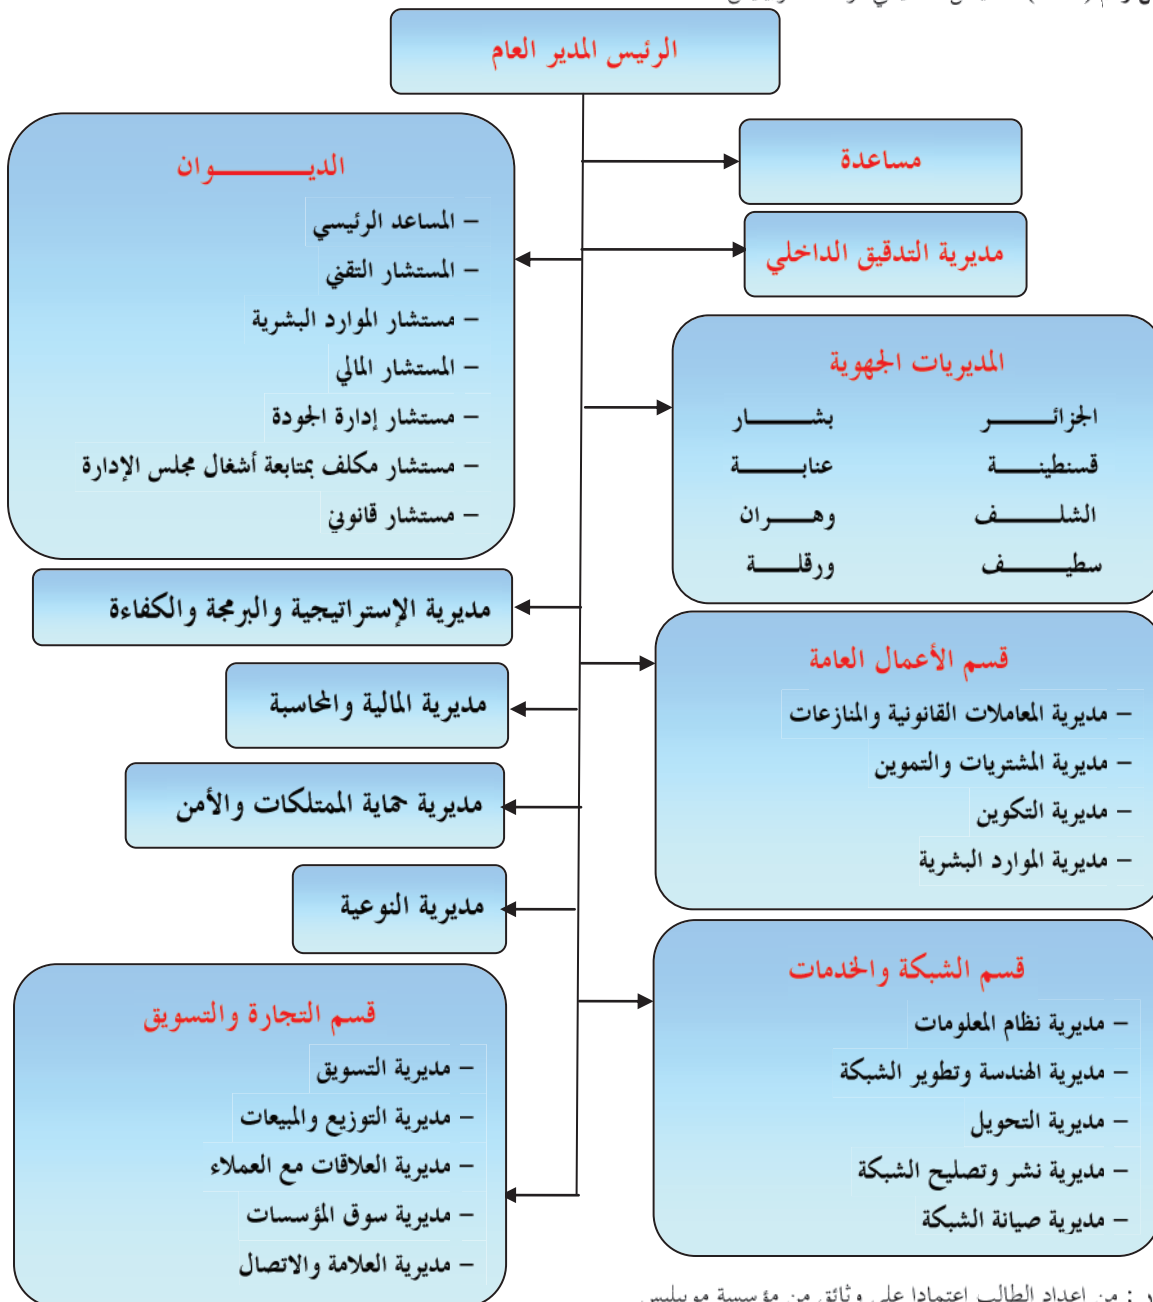 الرئيس المدير العام
مساعدة
مديرية التدقيق الداخلي
الديـــــــوان
– المساعد الرئيسي
– المستشار التقني
– مستشار الموارد البشرية
– المستشار المالي
– مستشار إدارة الجودة
– مستشار مكلف بمتابعة أشغال مجلس الإدارة
– مستشار قانوني
المديريات الجهوية
الجزائـــــر بشـــــار
قسنطينـــة عنابـــــة
الشلـــــف وهـــــران
سطيـــــف ورقلـــــة
مديرية الإستراتيجية والبرمجة والكفاءة
مديرية المالية والمحاسبة
مديرية حماية الممتلكات والأمن
مديرية النوعية
قسم الأعمال العامة
– مديرية المعاملات القانونية والمنازعات
– مديرية المشتريات والتموين
– مديرية التكوين
– مديرية الموارد البشرية
قسم الشبكة والخدمات
– مديرية نظام المعلومات
– مديرية الهندسة وتطوير الشبكة
– مديرية التحويل
– مديرية نشر وتصليح الشبكة
– مديرية صيانة الشبكة
قسم التجارة والتسويق
– مديرية التسويق
– مديرية التوزيع والمبيعات
– مديرية العلاقات مع العملاء
– مديرية سوق المؤسسات
– مديرية العلامة والاتصال
: من اعداد الطالب اعتمادا على وثائق من مؤسسة موبيليس